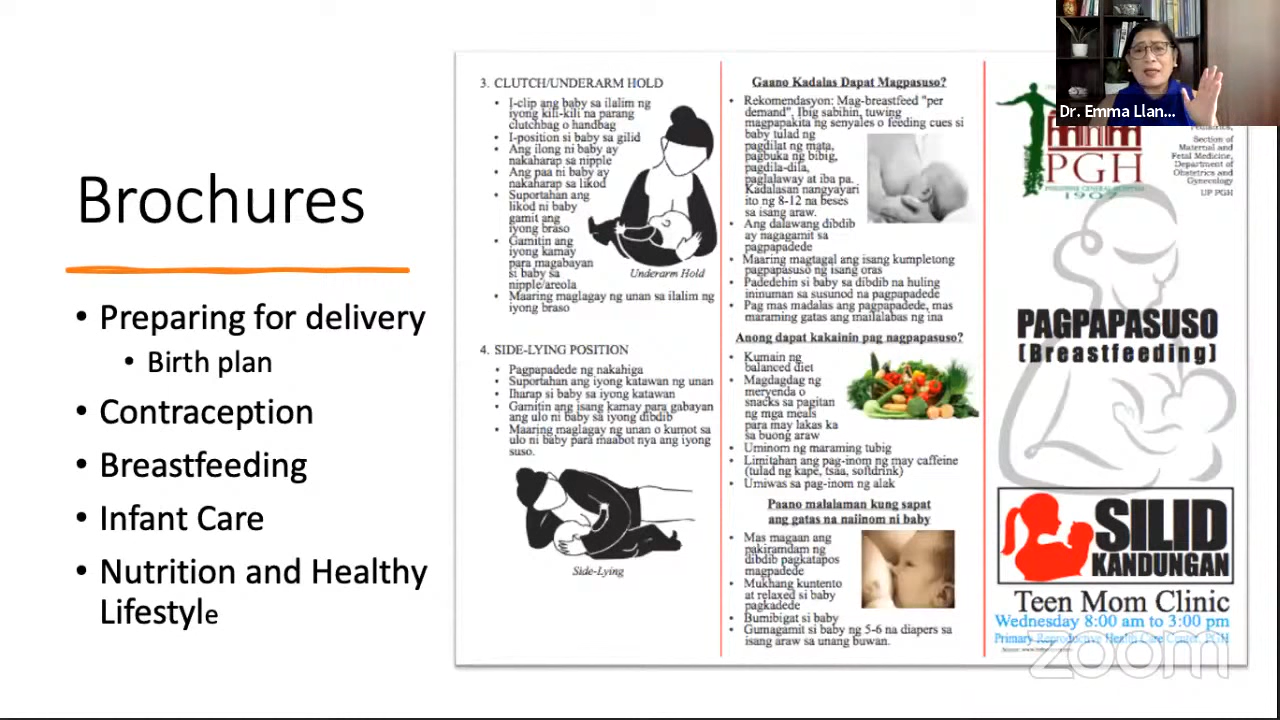 Brochures
• Preparing for delivery
• Birth plan
• Contraception
• Breastfeeding
• Infant Care
• Nutrition and Healthy
Lifestyle
3. CLUTCH/UNDERARM HOLD
• I-clip ang baby sa ilalim ng
iyong kili-kili na parang
clutchbag o handbag
• I-position si baby sa gilid
• Ang ilong ni baby ay
nakaharap sa nipple
• Ang paa ni baby ay
nakaharap sa likod
• Suportahan ang
likod ni baby
gamit ang
iyong braso
• Gamitin ang
iyong kamay
para magabayan
si baby sa
nipple/areola
• Maaring maglagay ng unan sa ilalim ng
iyong braso
Underarm Hold
4. SIDE-LYING POSITION
• Pagpapadede ng nakahiga
• Suportahan ang iyong katawan ng unan
• Iharap si baby sa iyong katawan
• Gamitin ang isang kamay para gabayan
ang ulo ni baby sa iyong dibdib
• Maaring maglagay ng unan o kumot sa
ulo ni baby para maabot nya ang iyong
suso.
Side-Lying
Gaano Kadalas Dapat Magpasuso?
• Rekomendasyon: Mag-breastfeed "per
demand". Ibig sabihin, tuwing
magpapakita ng senyales o feeding cues si
baby tulad ng
pagdilat ng mata,
pagbuka ng bibig,
pagdila-dila,
paglalaway at iba pa.
Kadalasan nangyayari
ito ng 8-12 na beses
sa isang araw.
• Ang dalawang dibdib
ay nagagamit sa
pagpapadede
• Maaring magtagal ang isang kumpletong
pagpapasuso ng isang oras
• Padedehin si baby sa dibdib na huling
ininuman sa susunod na pagpapadede
• Pag mas madalas ang pagpapadede, mas
maraming gatas ang mailalabas ng ina
Anong dapat kakainin pag nagpapasuso?
• Kumain ng
balanced diet
• Magdagdag ng
meryenda o
snacks sa pagitan
ng mga meals
para may lakas ka
sa buong araw
• Uminom ng maraming tubig
• Limitahan ang pag-inom ng may caffeine
(tulad ng kape, tsaa, softdrink)
• Umiwas sa pag-inom ng alak
Paano malalaman kung sapat
ang gatas na naiinom ni baby
• Mas magaan ang
pakiramdam ng
dibdib pagkatapos
magpadede
• Mukhang kuntento
at relaxed si baby
pagkadede
• Bumibigat si baby
• Gumagamit si baby ng 5-6 na diapers sa
isang araw sa unang buwan.
Dr. Emma Llan...
PGH
PHILIPPINE GENERAL HOSPITAL
1907
Pediatrics,
Section of
Maternal and
Fetal Medicine,
Department of
Obstetrics and
Gynecology
UP PGH
PAGPAPASUSO
(Breastfeeding)
SILID
KANDUNGAN
Teen Mom Clinic
Wednesday 8:00 am to 3:00 pm
Primary Reproductive Health Care Center, PGH
zoom